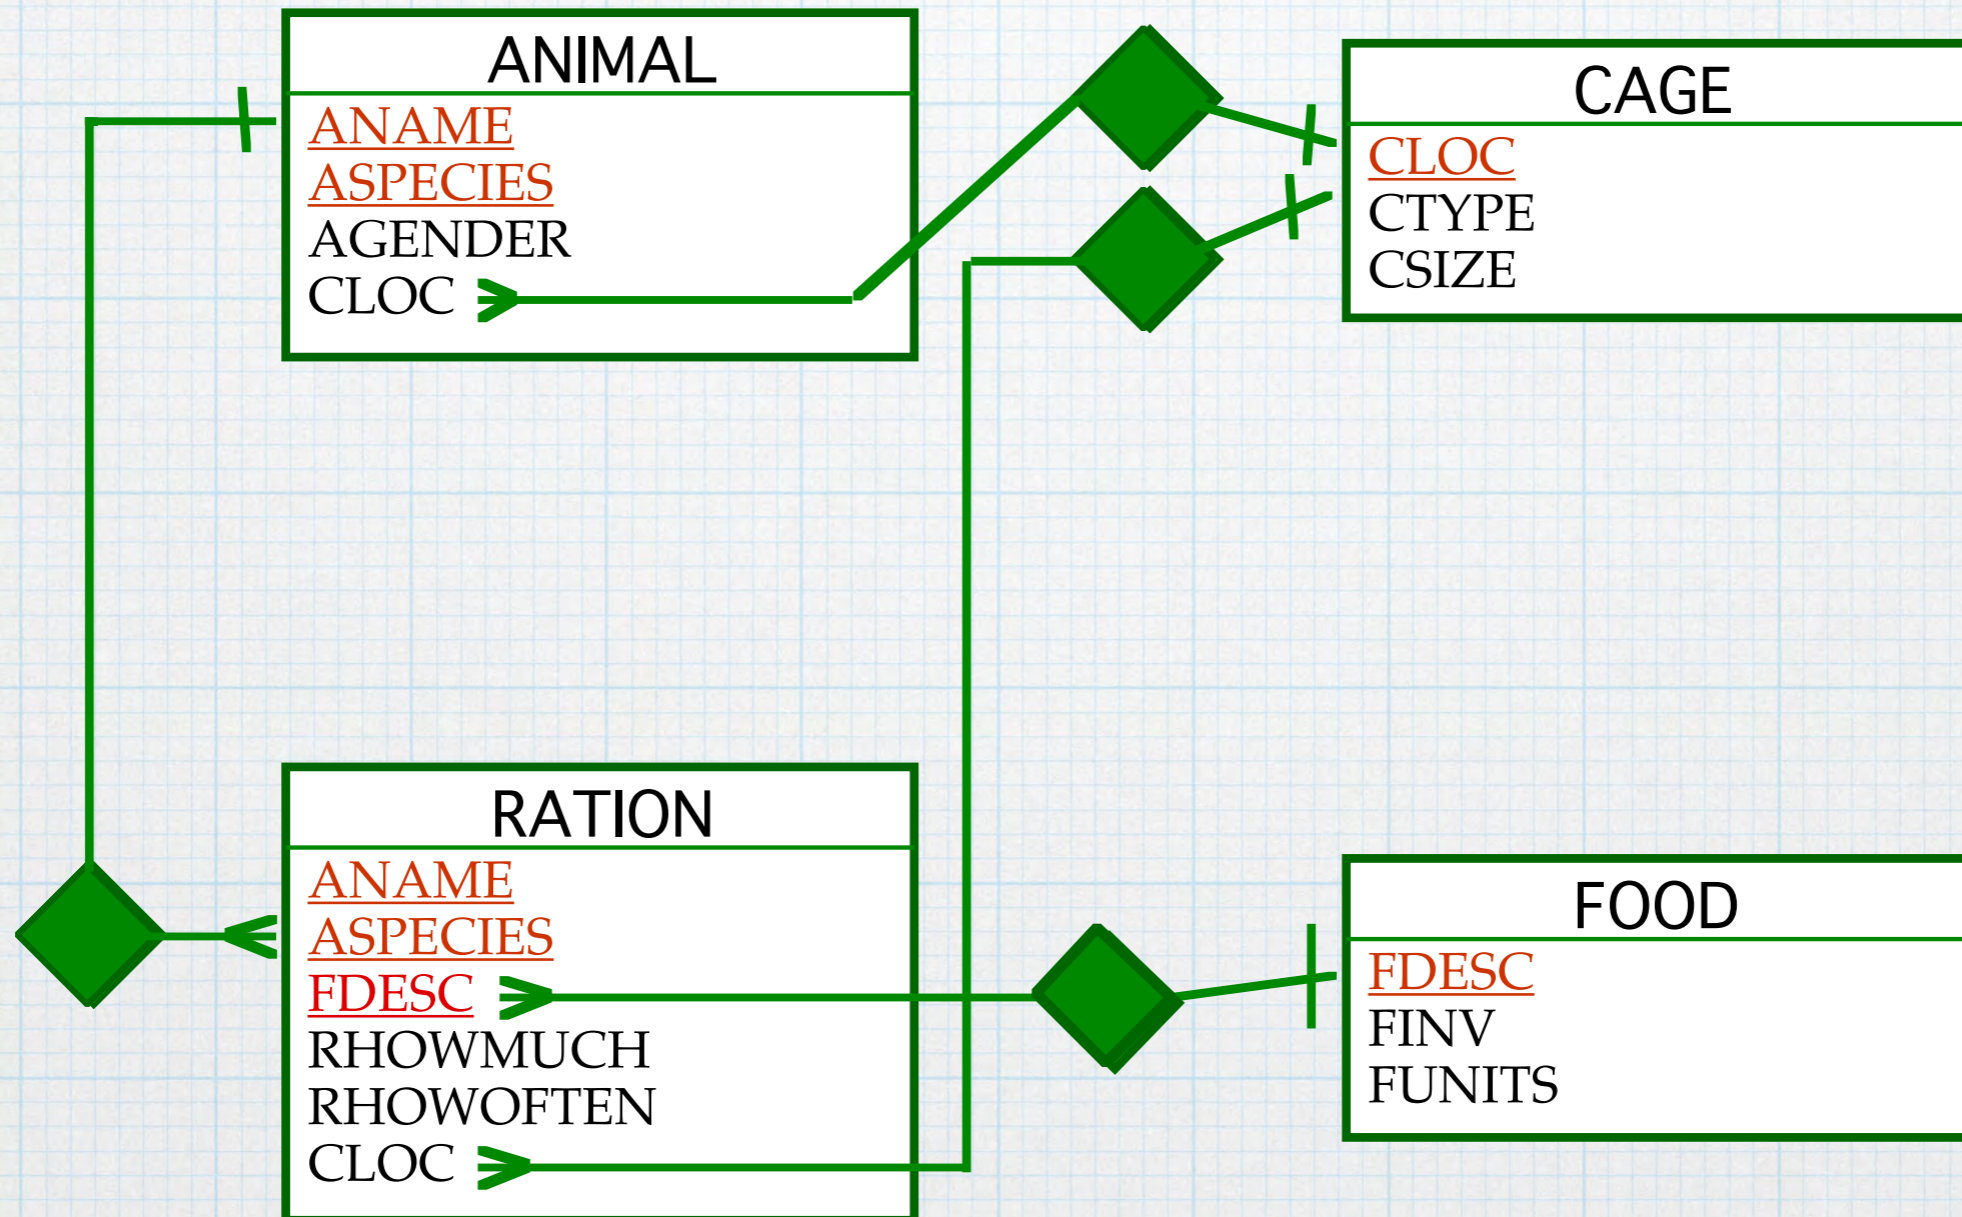 ANIMAL
ANAME
ASPECIES
AGENDER
CLOC
CAGE
CLOC
CTYPE
CSIZE
RATION
ANAME
ASPECIES
FDESC
RHOWMUCH
RHOWOFTEN
CLOC
FOOD
FDESC
FINV
FUNITS